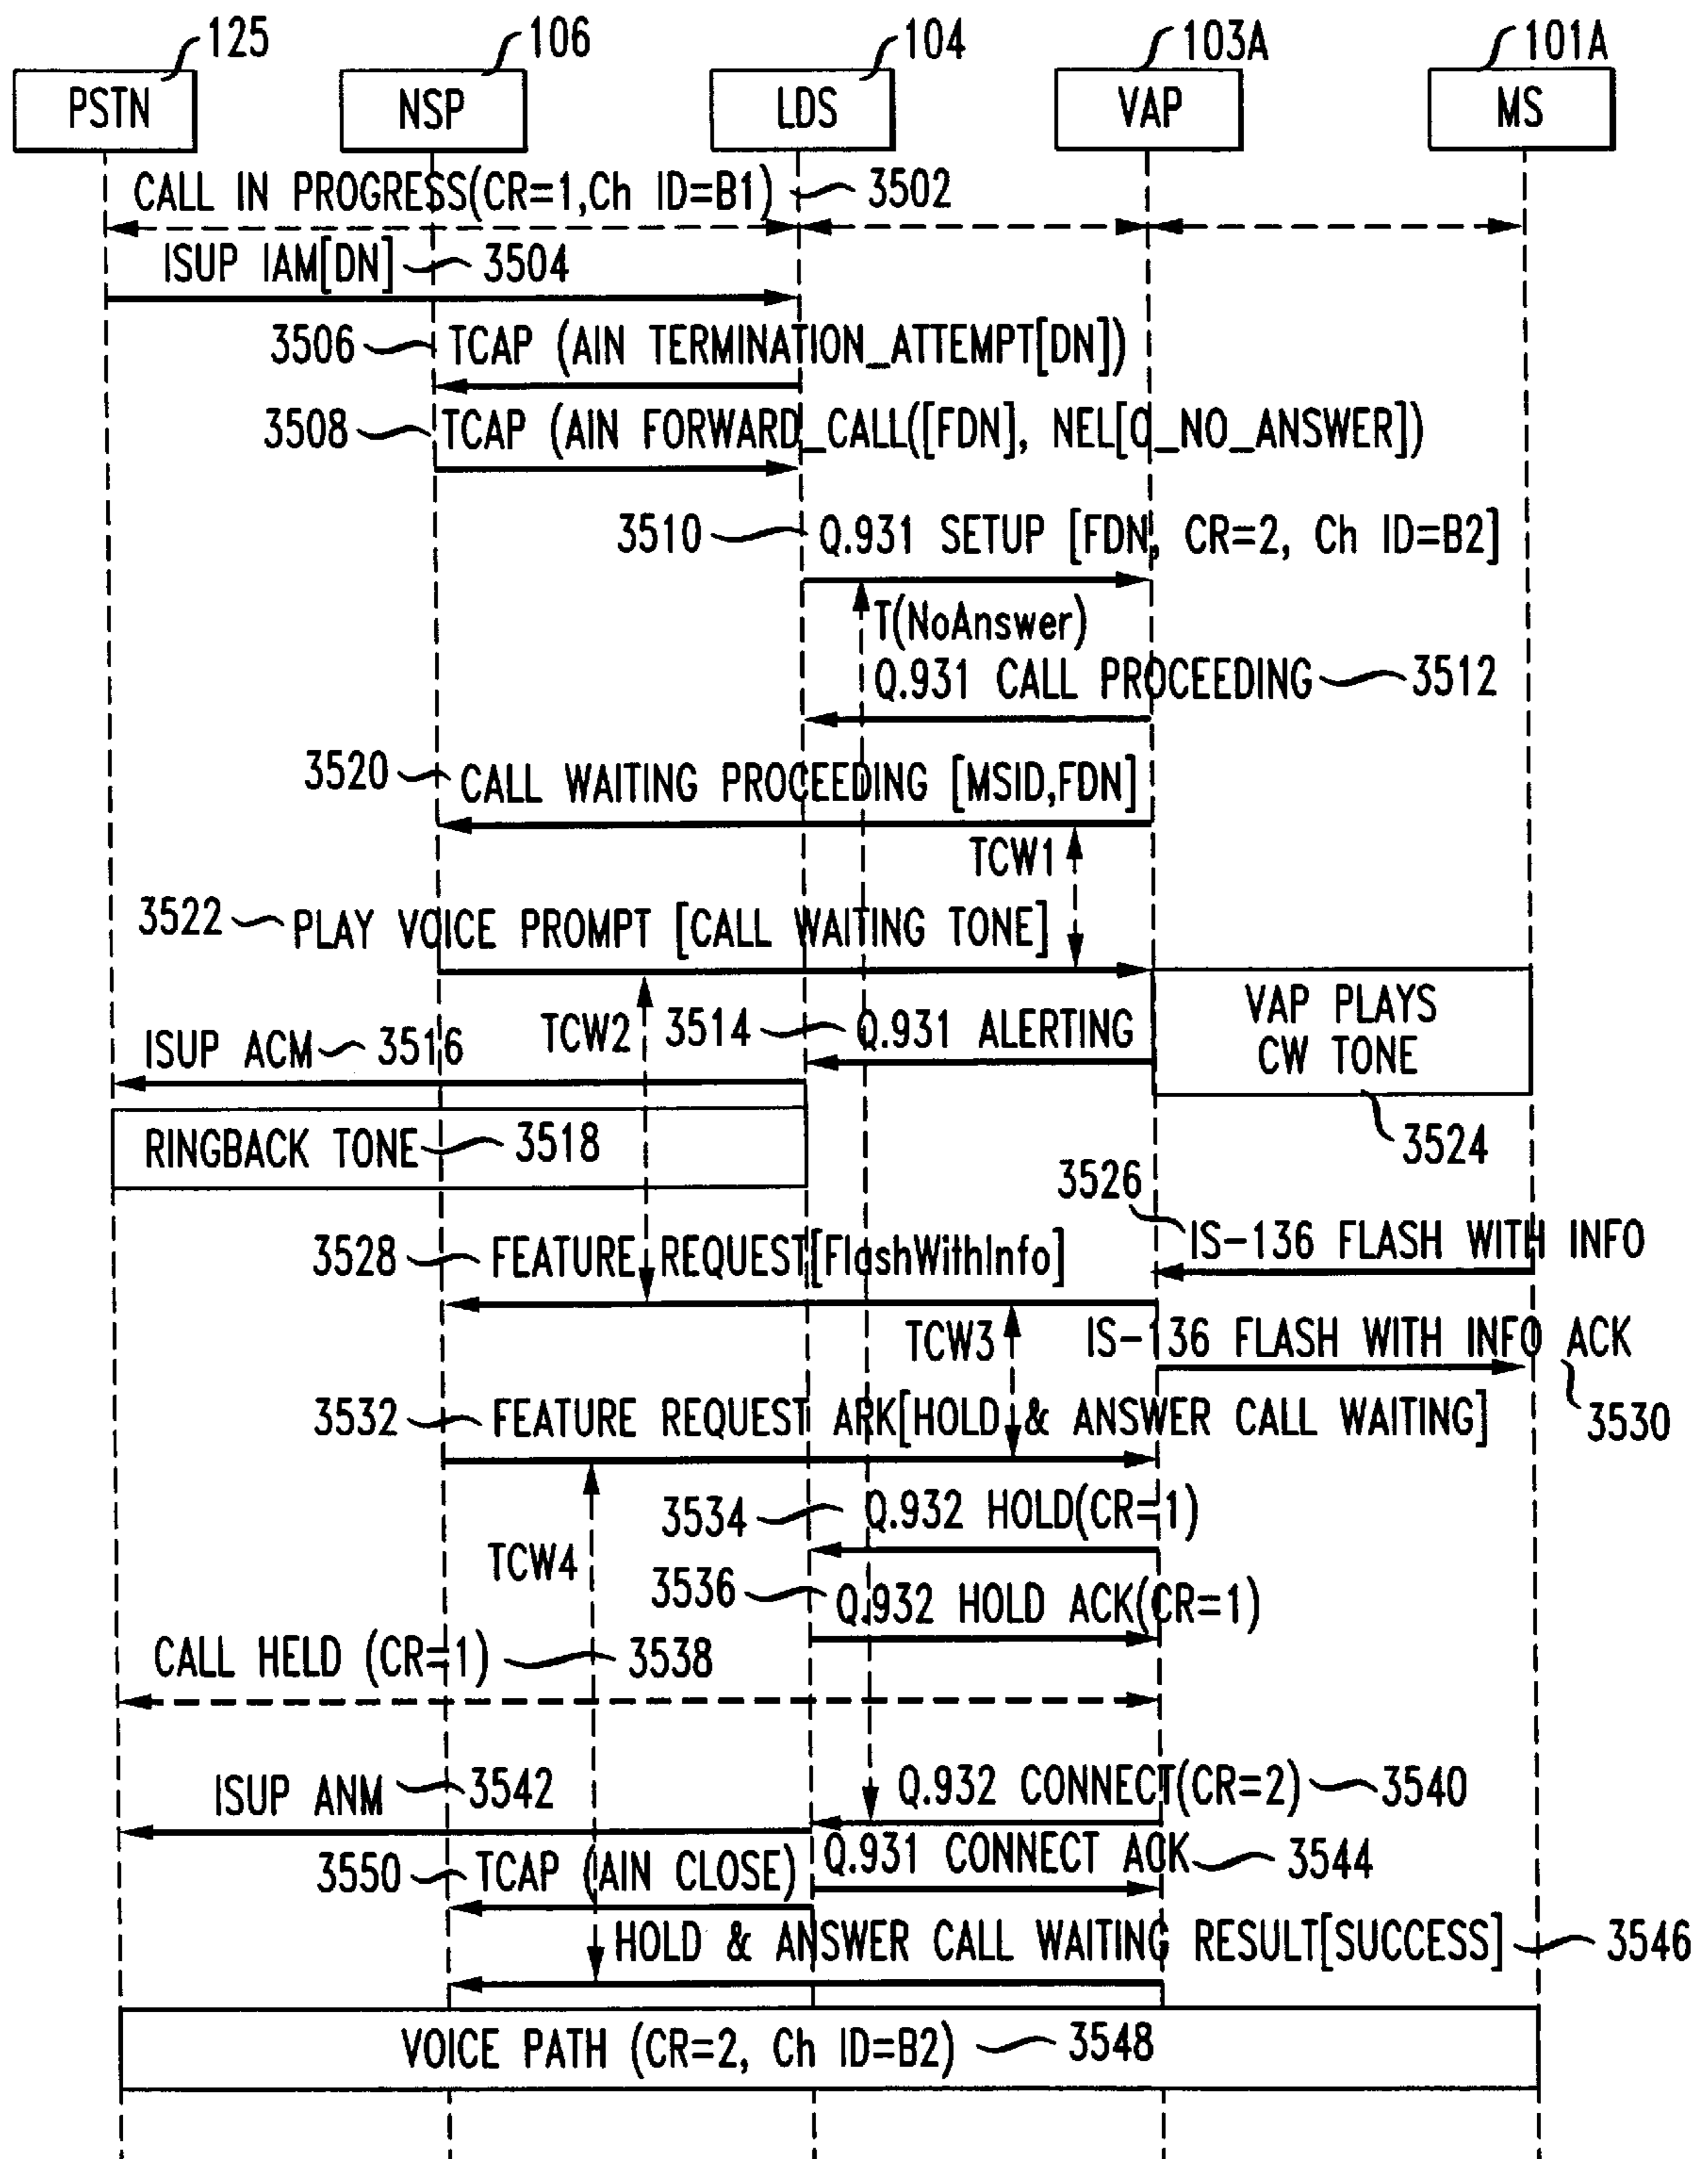 125 106 104 103A 101A
PSTN NSP LDS VAP MS
CALL IN PROGRESS(CR=1,Ch ID=B1) 3502
ISUP IAM[DN] 3504
3506 TCAP (AIN TERMINATION_ATTEMPT[DN])
3508 TCAP (AIN FORWARD_CALL([FDN], NEL[O_NO_ANSWER])
3510 Q.931 SETUP [FDN, CR=2, Ch ID=B2]
T(NoAnswer)
Q.931 CALL PROCEEDING 3512
3520 CALL WAITING PROCEEDING [MSID,FDN]
TCW1
3522 PLAY VOICE PROMPT [CALL WAITING TONE]
VAP PLAYS
CW TONE
3524
TCW2 3514 Q.931 ALERTING
ISUP ACM 3516
RINGBACK TONE 3518
3526
IS-136 FLASH WITH INFO
3528 FEATURE REQUEST[FlashWithInfo]
TCW3 IS-136 FLASH WITH INFO ACK
3530
3532 FEATURE REQUEST ARK[HOLD & ANSWER CALL WAITING]
3534 Q.932 HOLD(CR=1)
TCW4
3536 Q.932 HOLD ACK(CR=1)
CALL HELD (CR=1) 3538
ISUP ANM 3542 Q.932 CONNECT(CR=2) 3540
Q.931 CONNECT ACK 3544
3550 TCAP (AIN CLOSE)
HOLD & ANSWER CALL WAITING RESULT[SUCCESS] 3546
VOICE PATH (CR=2, Ch ID=B2) 3548